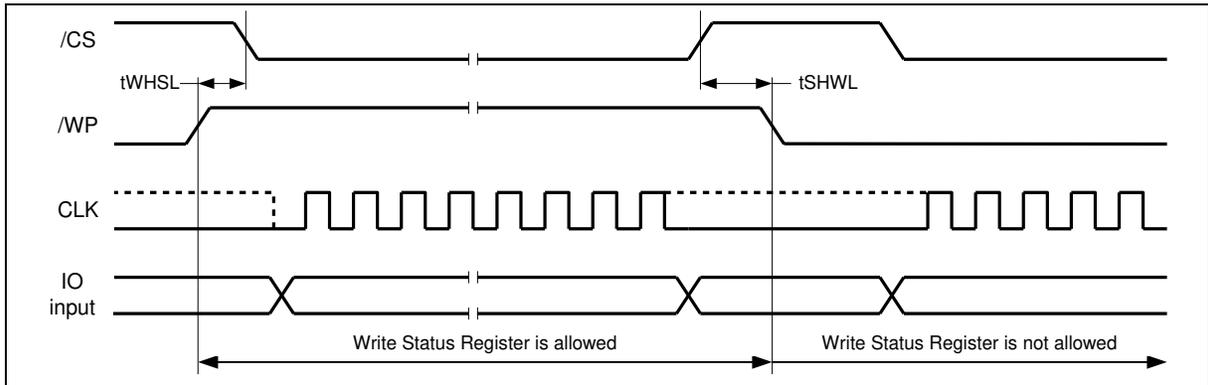 /CS
tWHSL
tSHWL
/WP
CLK
IO
input
Write Status Register is allowed
Write Status Register is not allowed